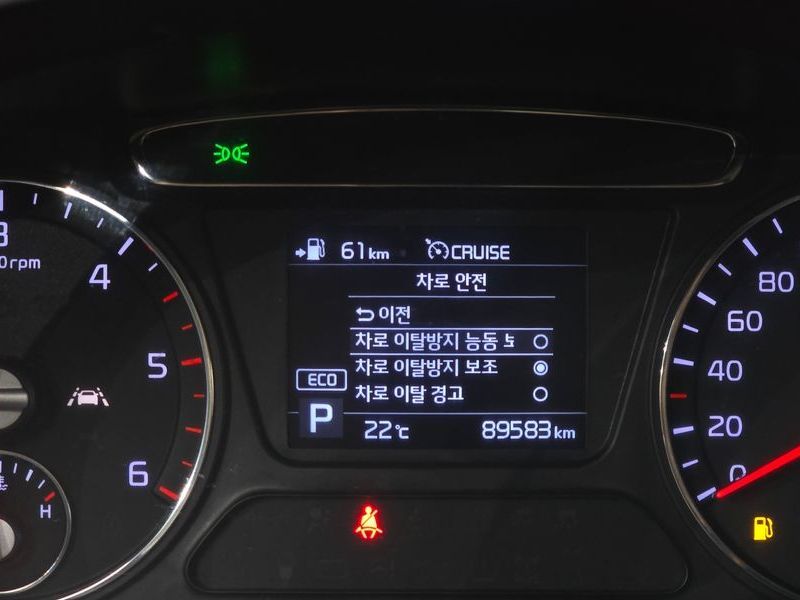 61km CRUISE
차로 안전
이전
차로 이탈방지 능동
차로 이탈방지 보조
차로 이탈 경고
ECO
P
22℃ 89583 km
4
5
6
H
rpm
80
60
40
20
0